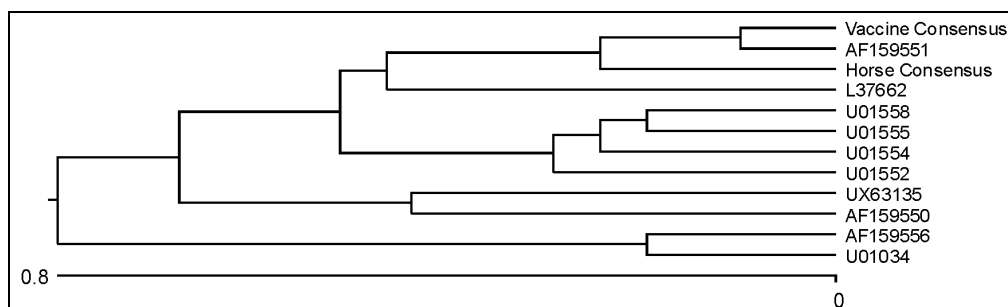 Vaccine Consensus
AF159551
Horse Consensus
L37662
U01558
U01555
U01554
U01552
UX63135
AF159550
AF159556
U01034
0.8
0